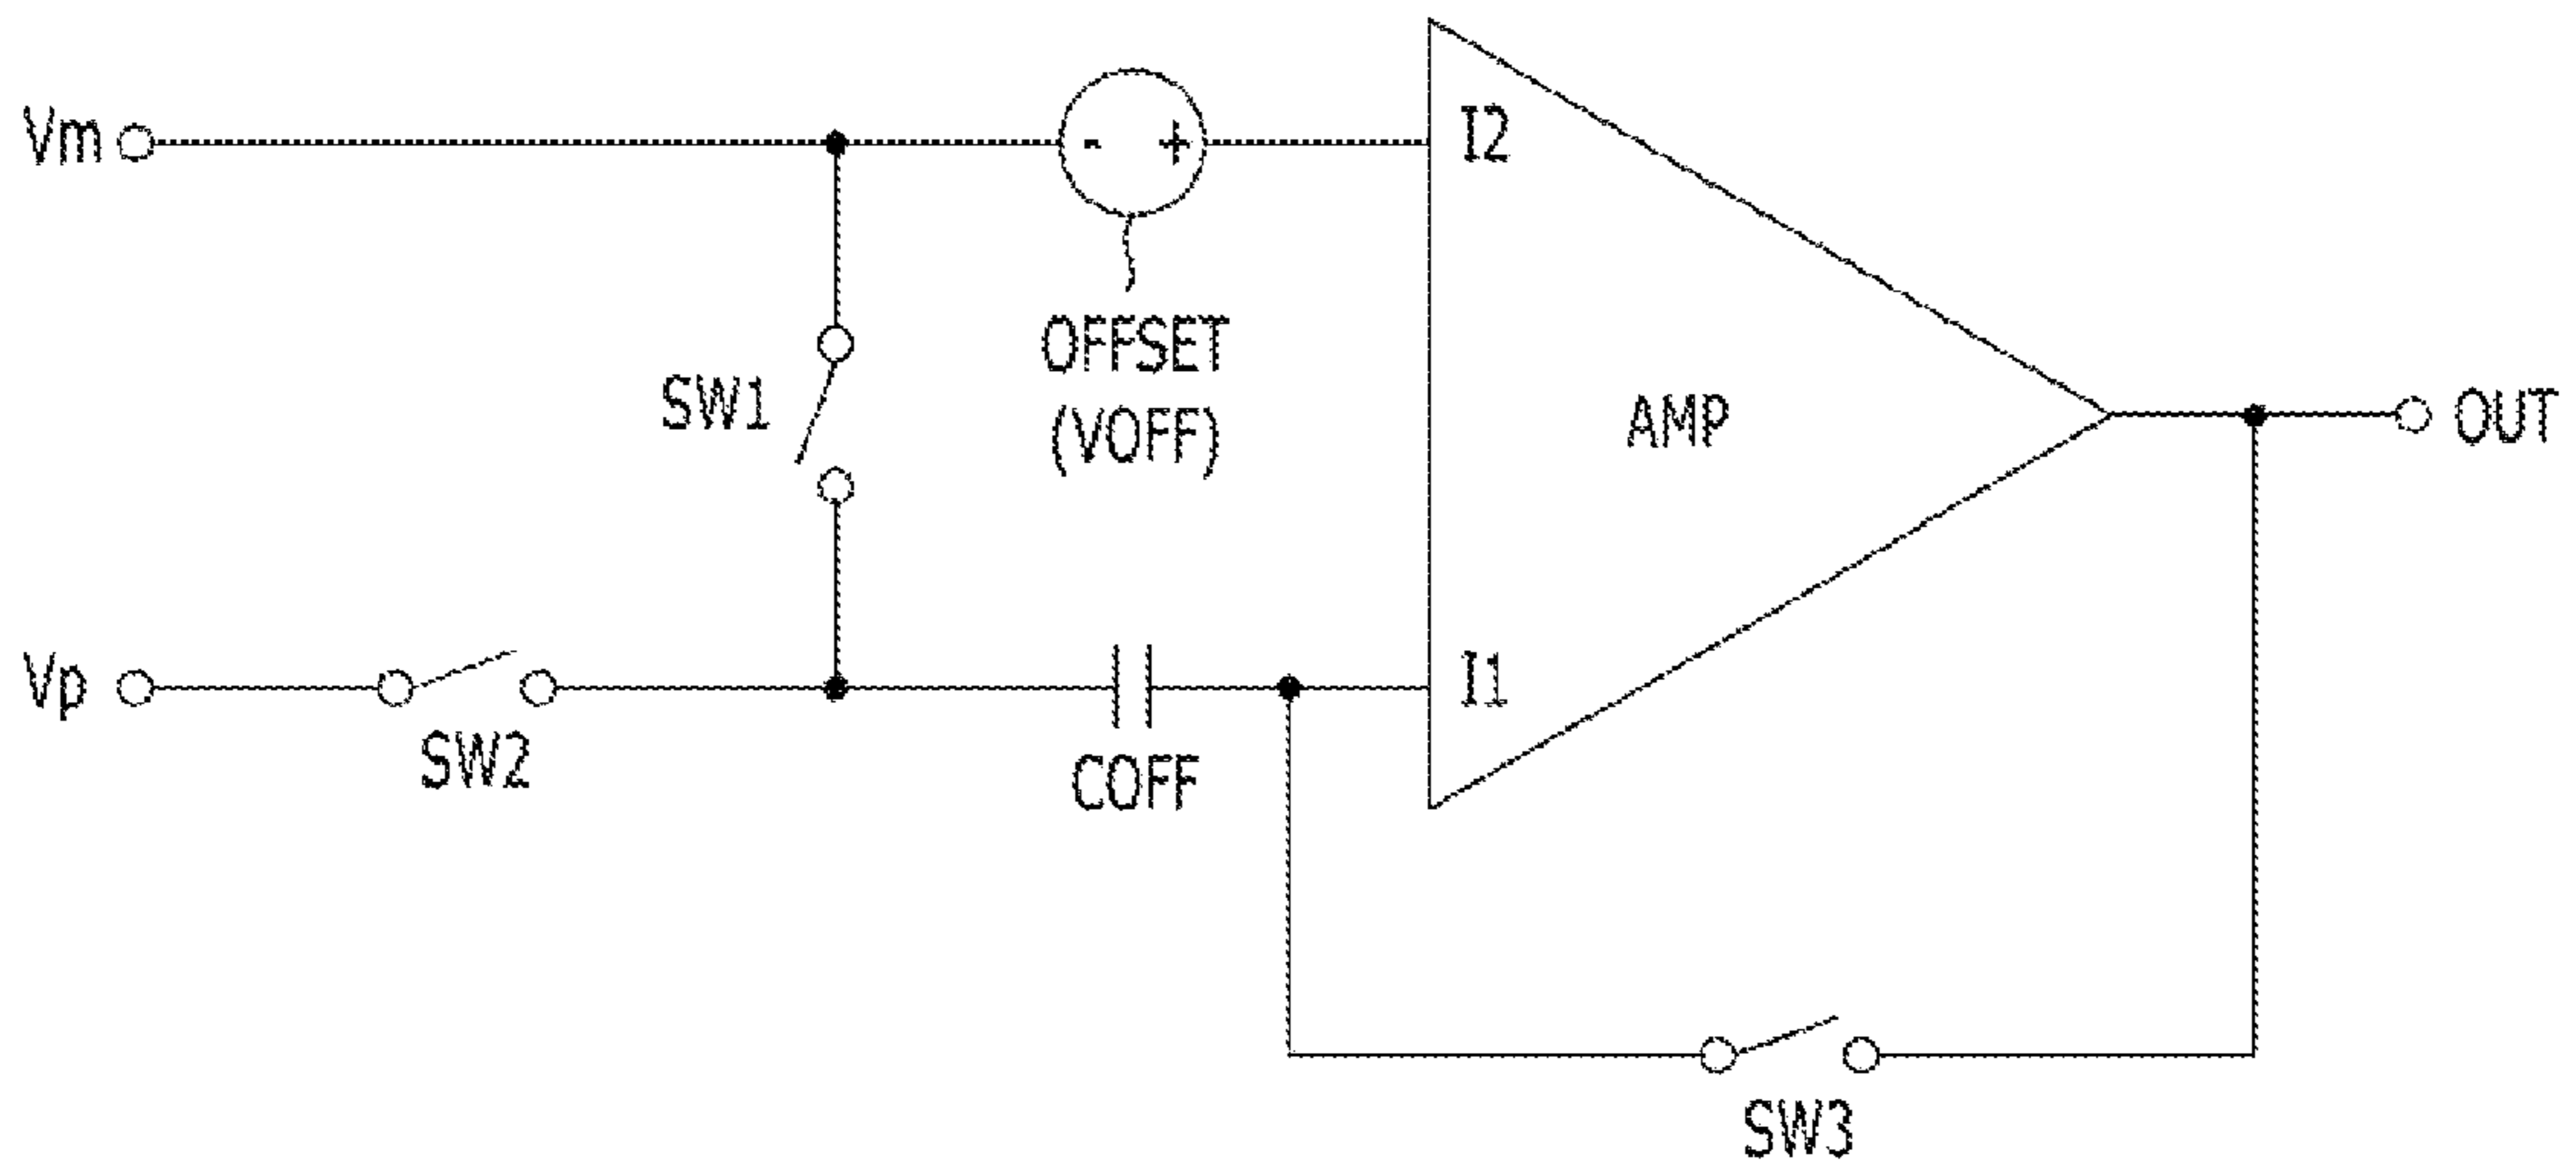 Vm
- +
I2
OFFSET
(VOFF)
SW1
AMP
OUT
Vp
SW2
COFF
I1
SW3